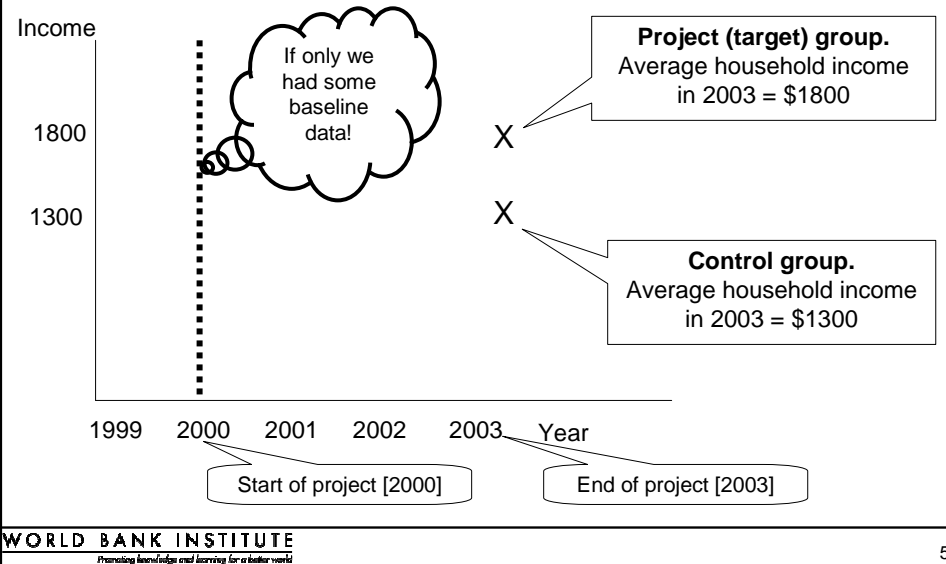 Income
If only we
had some
baseline
data!
Project (target) group.
Average household income
in 2003 = $1800
1800
X
1300
X
Control group.
Average household income
in 2003 = $1300
1999 2000 2001 2002 2003 Year
Start of project [2000]
End of project [2003]
WORLD BANK INSTITUTE
Promoting knowledge and learning for a better world
5